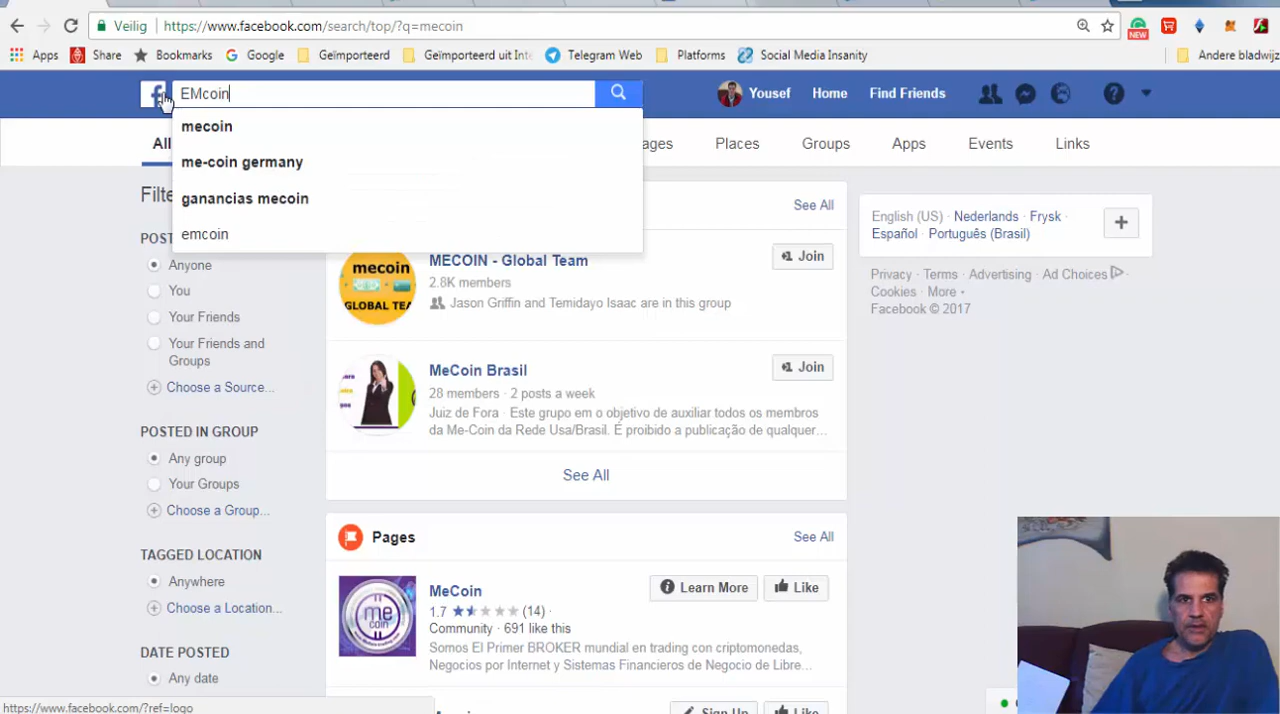 Veilig https://www.facebook.com/search/top/?q=mecoin
NEW
Apps Share Bookmarks Google Geïmporteerd Geïmporteerd uit Inte Telegram Web Platforms Social Media Insanity Andere bladwijz
EMcoin
Yousef Home Find Friends
mecoin
me-coin germany
ganancias mecoin
emcoin
All ages Places Groups Apps Events Links
Filte
See All
POST
Anyone
You
Your Friends
Your Friends and
Groups
Choose a Source...
POSTED IN GROUP
Any group
Your Groups
Choose a Group...
TAGGED LOCATION
Anywhere
Choose a Location...
DATE POSTED
Any date
mecoin
GLOBAL TEA
MECOIN - Global Team
Join
2.8K members
Jason Griffin and Temidayo Isaac are in this group
MeCoin Brasil
Join
28 members · 2 posts a week
Juiz de Fora · Este grupo em o objetivo de auxiliar todos os membros
da Me-Coin da Rede Usa/Brasil. É proibido a publicação de qualquer...
See All
Pages
See All
me
coin
MeCoin
Learn More Like
1.7 (14) ·
Community · 691 like this
Somos El Primer BROKER mundial en trading con criptomonedas,
Negocios por Internet y Sistemas Financieros de Negocio de Libre...
Sign Up Like
English (US) · Nederlands · Frysk ·
Español · Português (Brasil)
Privacy · Terms · Advertising · Ad Choices ·
Cookies · More
Facebook © 2017
https://www.facebook.com/?ref=logo